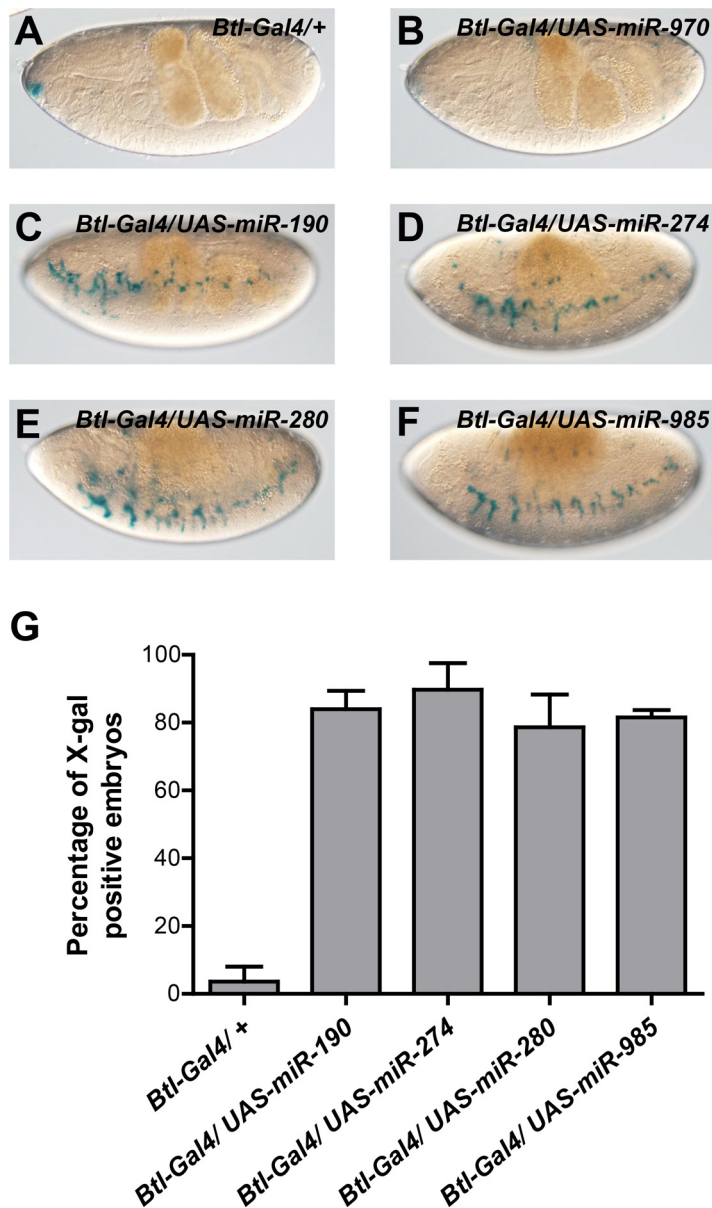 A
Btl-Gal4/+
B
Btl-Gal4/UAS-miR-970
C
Btl-Gal4/UAS-miR-190
D
Btl-Gal4/UAS-miR-274
E
Btl-Gal4/UAS-miR-280
F
Btl-Gal4/UAS-miR-985
G
Percentage of X-gal
positive embryos
100
80
60
40
20
0
Btl-Gal4/ +
Btl-Gal4/ UAS-miR-190
Btl-Gal4/ UAS-miR-274
Btl-Gal4/ UAS-miR-280
Btl-Gal4/ UAS-miR-985